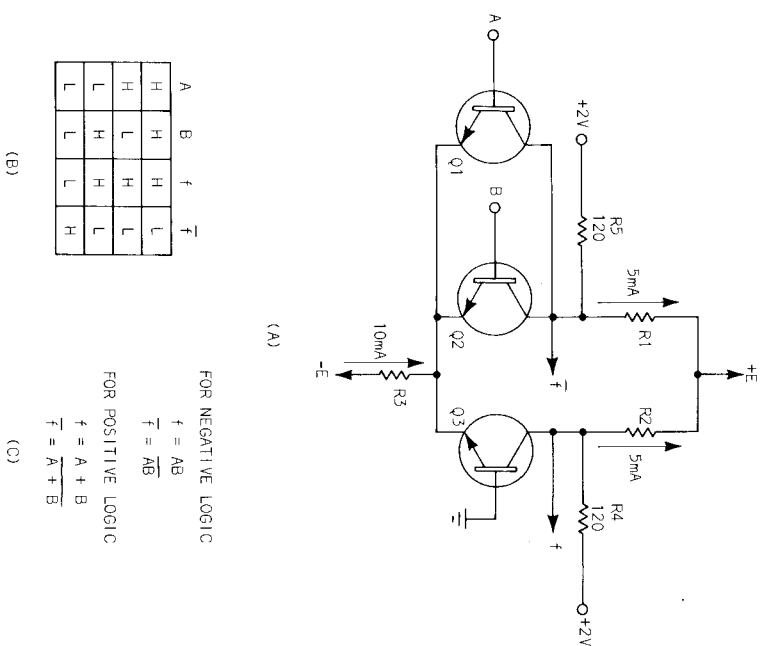 +E
R1
R2
5mA
5mA
+2V
R5
120
R4
120
+2V
f̅
f
A
B
Q1
Q2
Q3
10mA
R3
-E
(A)
A B f f̅
H H H L
H L H L
L H H L
L L L H
(B)
FOR NEGATIVE LOGIC
f = AB
f̅ = A̅B̅
FOR POSITIVE LOGIC
f = A + B
f̅ = A̅ ̅+̅ ̅B̅
(C)